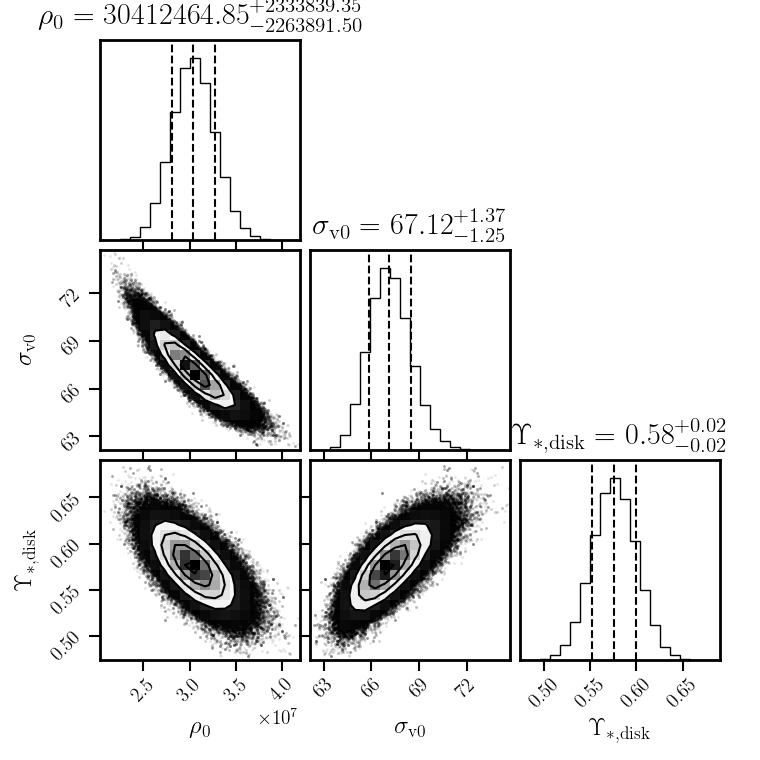 ρ₀ = 30412464.85⁺²³³³⁸³⁹·³⁵₋₂₂₆₃₈₉₁.₅₀
σᵥ₀ = 67.12⁺¹·³⁷₋₁.₂₅
72
69
66
63
σᵥ₀
ϒ*,disk = 0.58⁺⁰·⁰²₋₀.₀₂
0.65
0.60
0.55
0.50
ϒ*,disk
2.5 3.0 3.5 4.0
×10⁷
ρ₀
63 66 69 72
σᵥ₀
0.50 0.55 0.60 0.65
ϒ*,disk